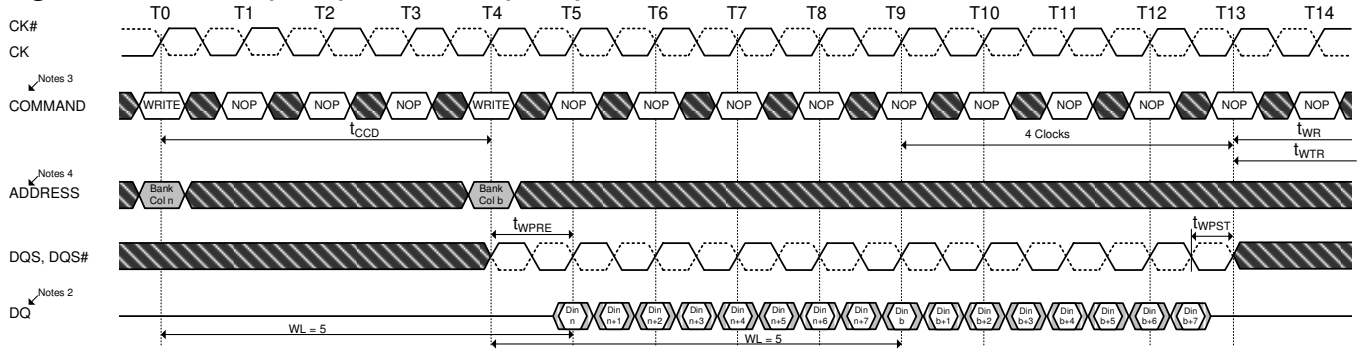 T0 T1 T2 T3 T4 T5 T6 T7 T8 T9 T10 T11 T12 T13 T14
CK#
CK
Notes 3
COMMAND WRITE NOP NOP NOP WRITE NOP NOP NOP NOP NOP NOP NOP NOP NOP NOP
tCCD 4 Clocks tWR
tWTR
Notes 4
ADDRESS
Bank Col n
Bank Col b
tWPRE tWPST
DQS, DQS#
Notes 2
DQ
Din n
Din n+1
Din n+2
Din n+3
Din n+4
Din n+5
Din n+6
Din n+7
Din b
Din b+1
Din b+2
Din b+3
Din b+4
Din b+5
Din b+6
Din b+7
WL = 5
WL = 5